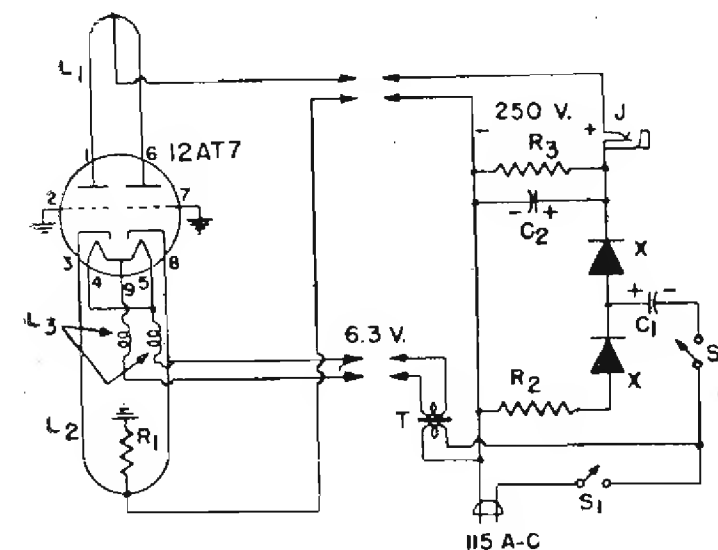 L1
1
6
12AT7
2
7
3
4
9
5
8
L3
L2
R1
250 V.
J
-
+
R3
-
+
C2
X
+
-
C1
S
X
R2
6.3 V.
T
S1
115 A-C